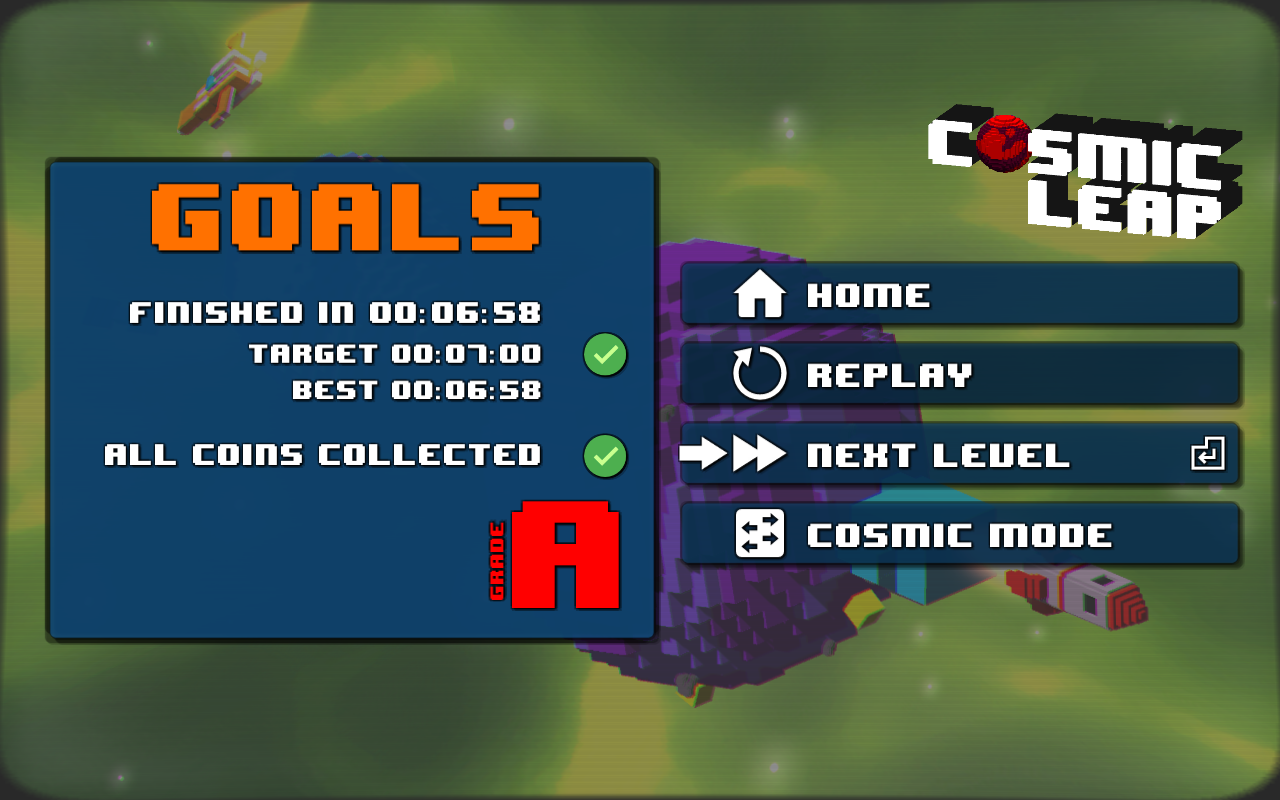 GOALS
FINISHED IN 00:06:58
TARGET 00:07:00
BEST 00:06:58
ALL COINS COLLECTED
GRADE A
COSMIC
LEAP
HOME
REPLAY
NEXT LEVEL
COSMIC MODE